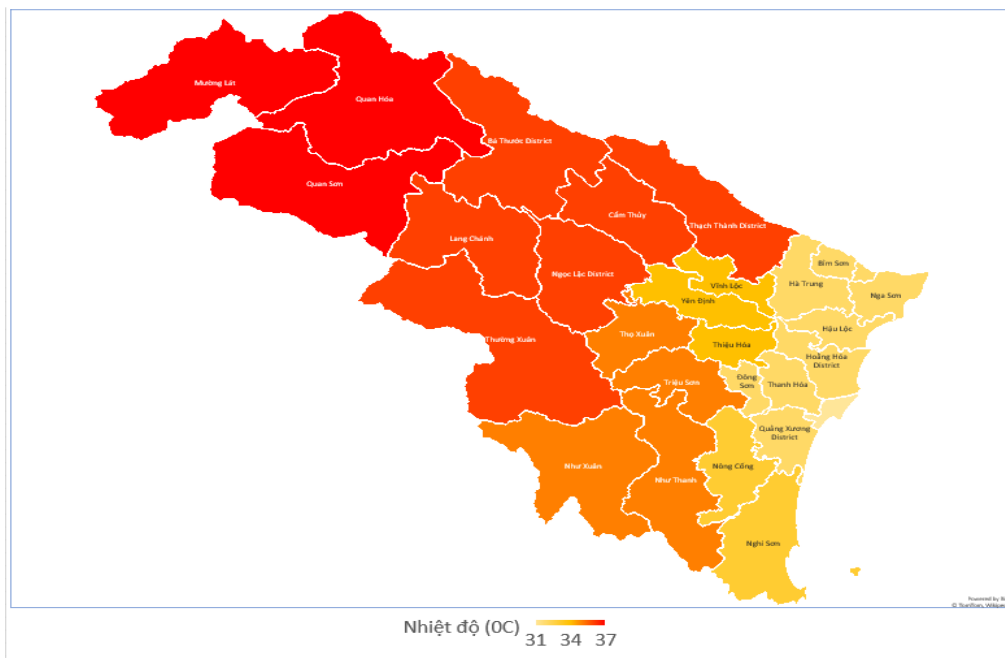 Mường Lát
Quan Hóa
Bá Thước District
Quan Sơn
Cẩm Thủy
Thạch Thành District
Lang Chánh
Bỉm Sơn
Ngọc Lặc District
Vĩnh Lộc
Hà Trung
Nga Sơn
Yên Định
Thọ Xuân
Hậu Lộc
Thường Xuân
Thiệu Hóa
Hoằng Hóa
District
Triệu Sơn
Đông
Sơn
Thanh Hóa
Quảng Xương
District
Như Xuân
Nông Cống
Như Thanh
Nghi Sơn
Powered by
© TomTom,
Nhiệt độ (0C)
31 34 37